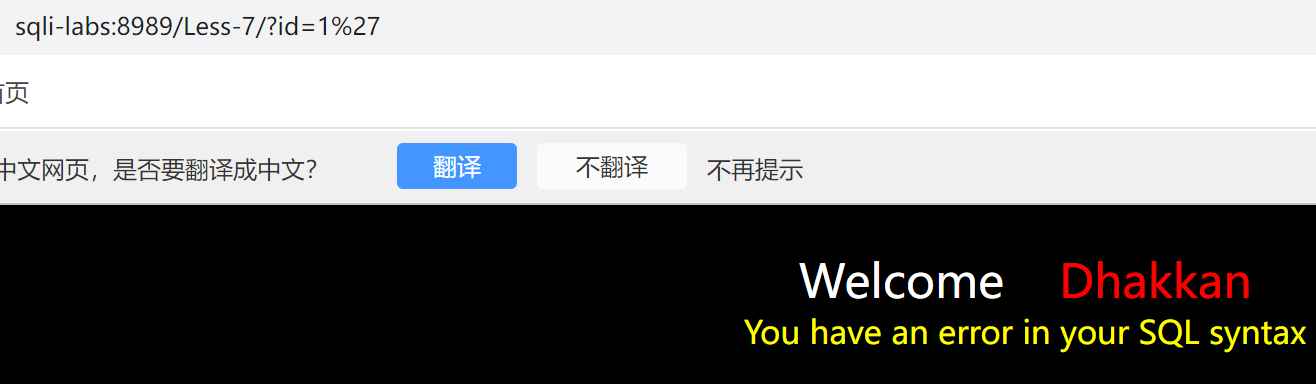 sqli-labs:8989/Less-7/?id=1%27
首页
中文网页，是否要翻译成中文？ 翻译 不翻译 不再提示
Welcome Dhakkan
You have an error in your SQL syntax